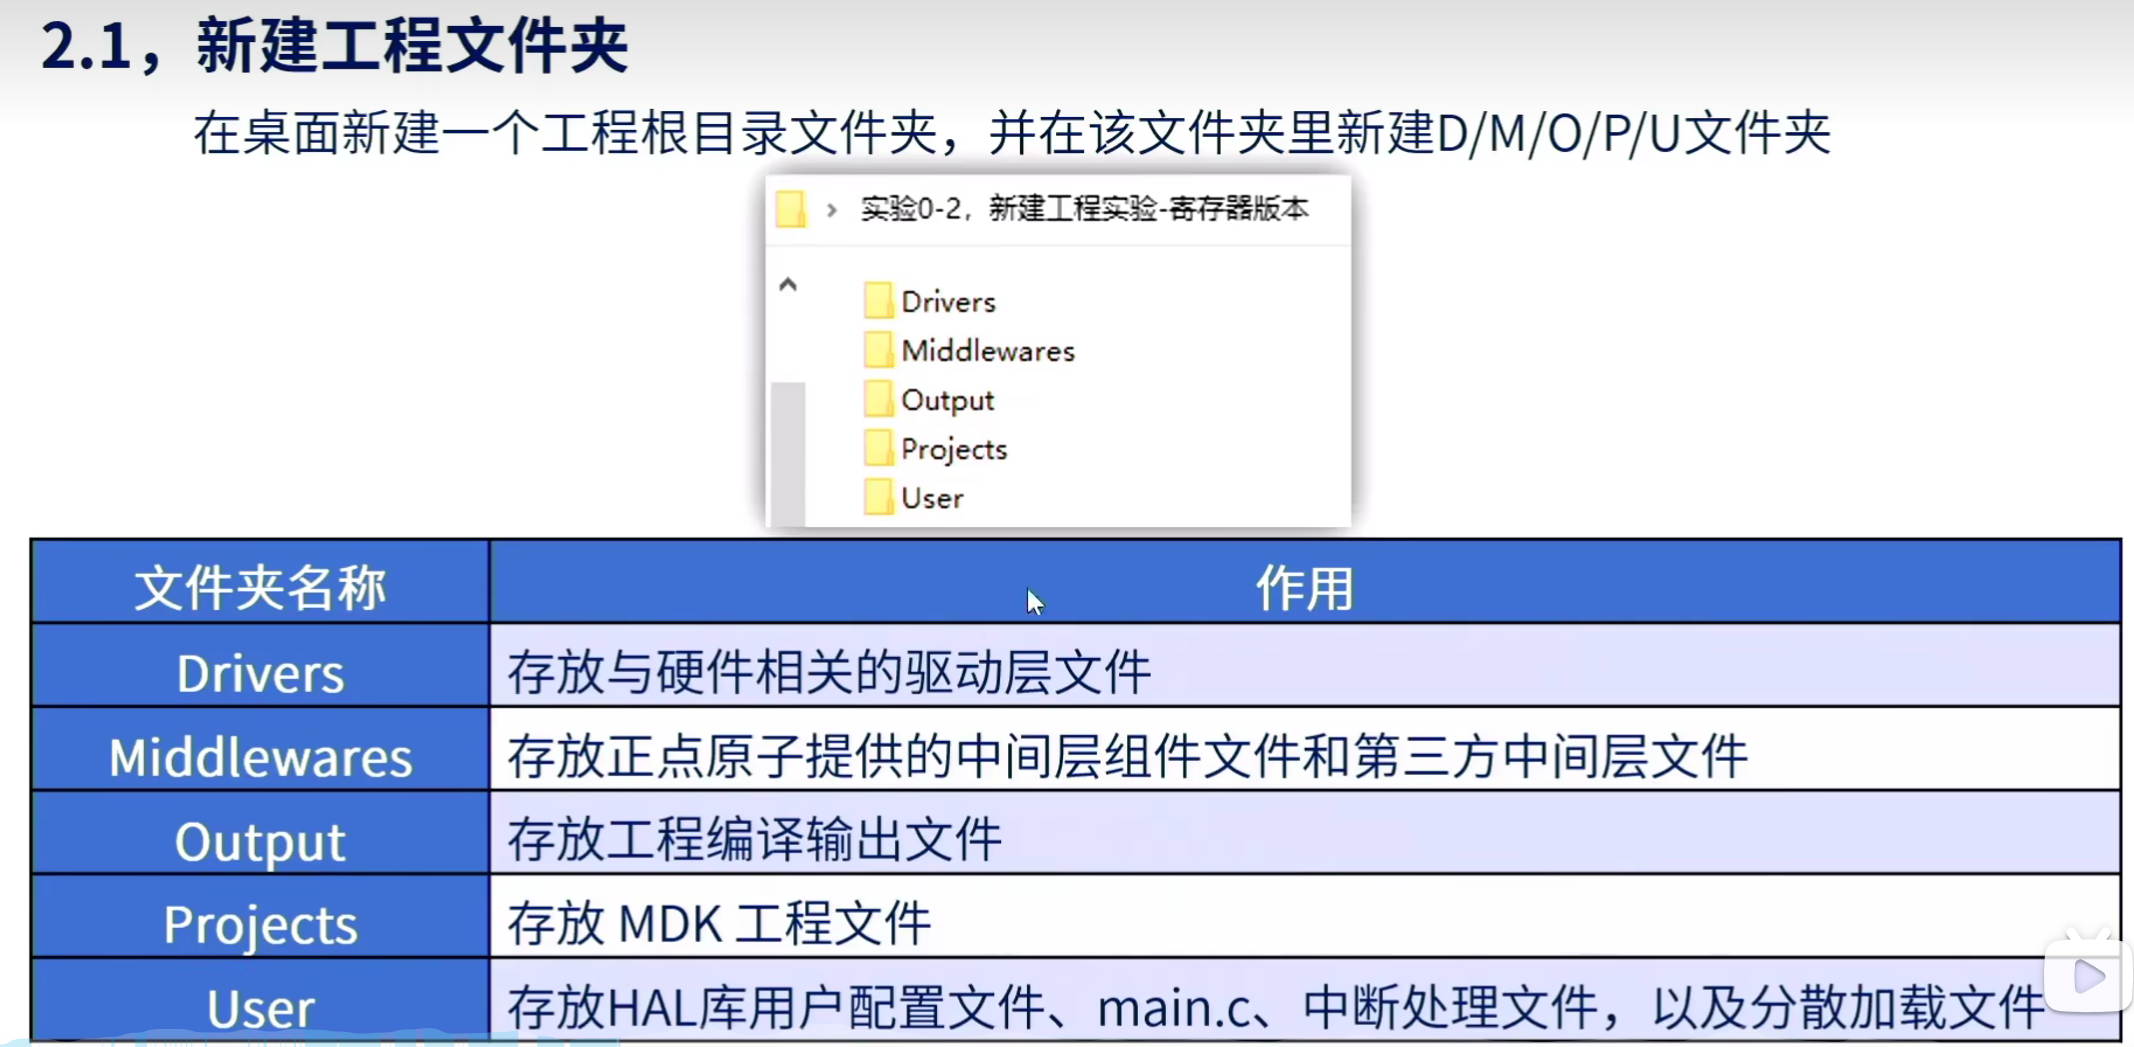 2.1，新建工程文件夹
在桌面新建一个工程根目录文件夹，并在该文件夹里新建D/M/O/P/U文件夹
实验0-2，新建工程实验-寄存器版本
Drivers
Middlewares
Output
Projects
User
文件夹名称 作用
Drivers 存放与硬件相关的驱动层文件
Middlewares 存放正点原子提供的中间层组件文件和第三方中间层文件
Output 存放工程编译输出文件
Projects 存放 MDK 工程文件
User 存放HAL库用户配置文件、main.c、中断处理文件，以及分散加载文件